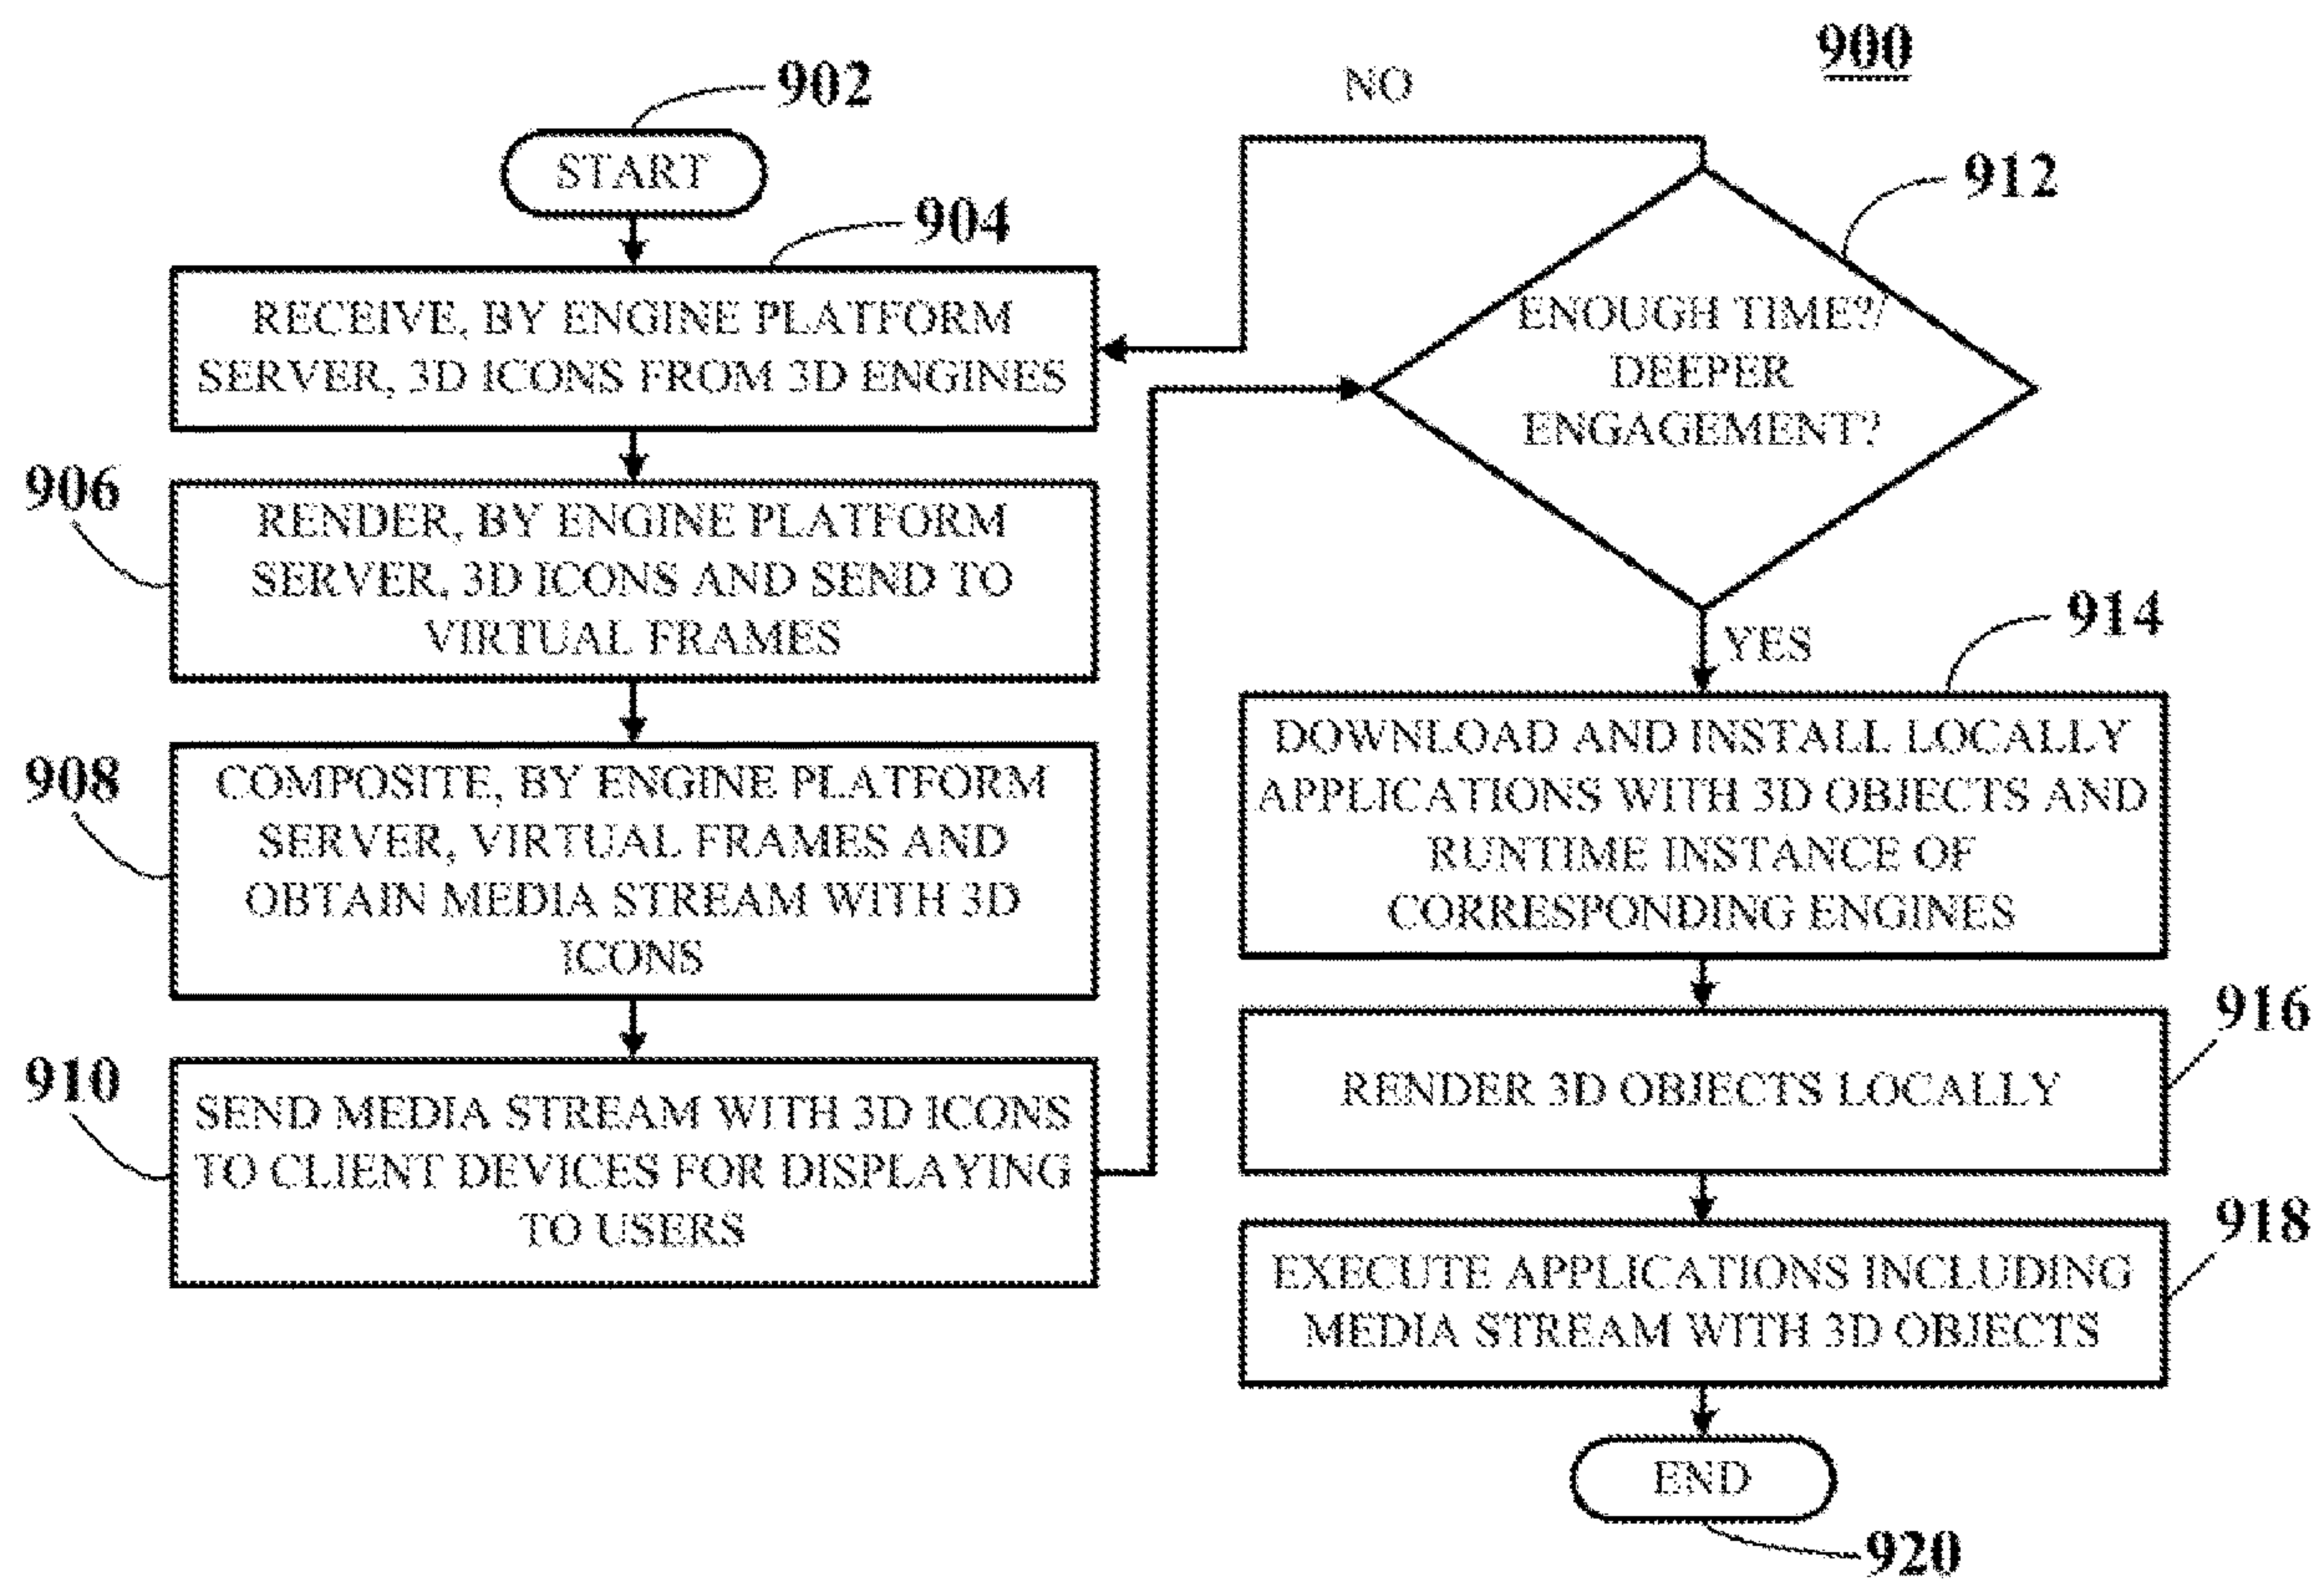 900
902
START
904
RECEIVE, BY ENGINE PLATFORM
SERVER, 3D ICONS FROM 3D ENGINES
906
RENDER, BY ENGINE PLATFORM
SERVER, 3D ICONS AND SEND TO
VIRTUAL FRAMES
908
COMPOSITE, BY ENGINE PLATFORM
SERVER, VIRTUAL FRAMES AND
OBTAIN MEDIA STREAM WITH 3D
ICONS
910
SEND MEDIA STREAM WITH 3D ICONS
TO CLIENT DEVICES FOR DISPLAYING
TO USERS
NO
912
ENOUGH TIME?/
DEEPER
ENGAGEMENT?
YES
914
DOWNLOAD AND INSTALL LOCALLY
APPLICATIONS WITH 3D OBJECTS AND
RUNTIME INSTANCE OF
CORRESPONDING ENGINES
916
RENDER 3D OBJECTS LOCALLY
918
EXECUTE APPLICATIONS INCLUDING
MEDIA STREAM WITH 3D OBJECTS
END
920